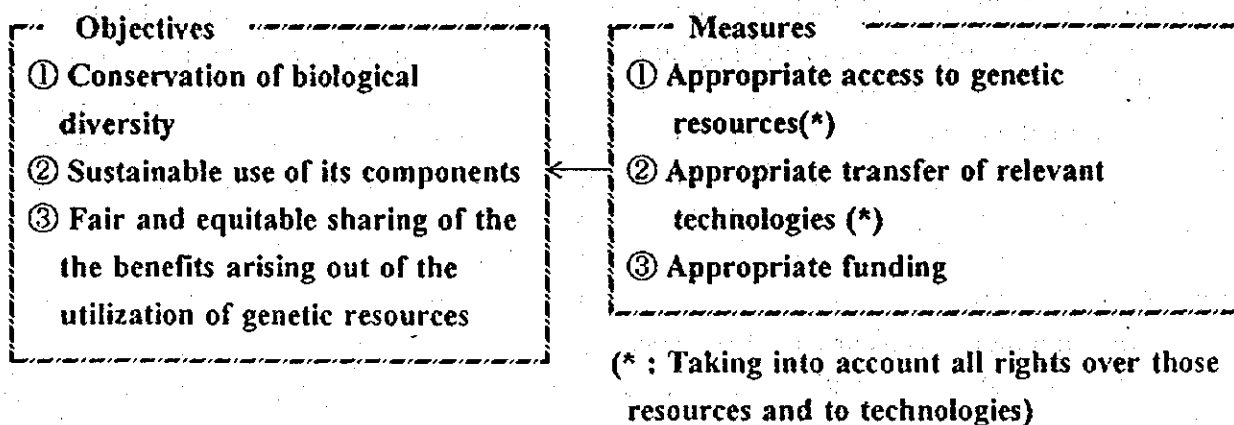 Objectives
① Conservation of biological
diversity
② Sustainable use of its components
③ Fair and equitable sharing of the
the benefits arising out of the
utilization of genetic resources
Measures
① Appropriate access to genetic
resources(*)
② Appropriate transfer of relevant
technologies (*)
③ Appropriate funding
(* : Taking into account all rights over those
resources and to technologies)